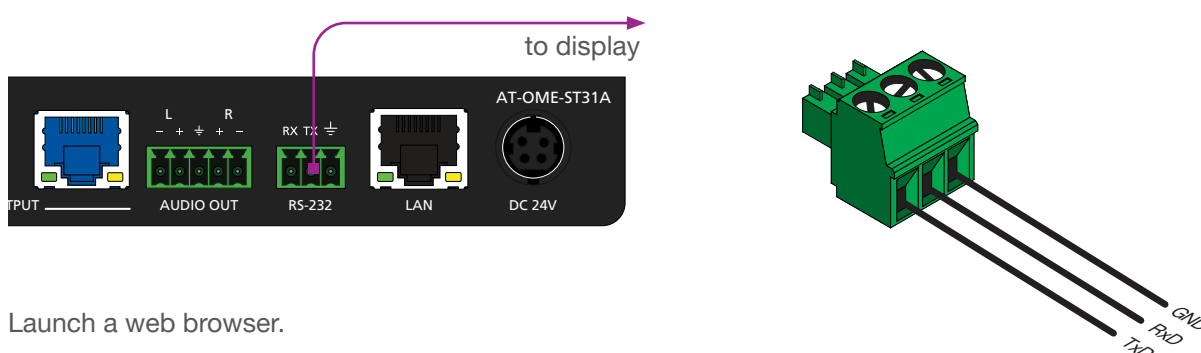 to display
AT-OME-ST31A
L R
– + ⏚ + –
RX TX ⏚
AUDIO OUT
RS-232
LAN
DC 24V
Launch a web browser.
GND
RxD
TxD